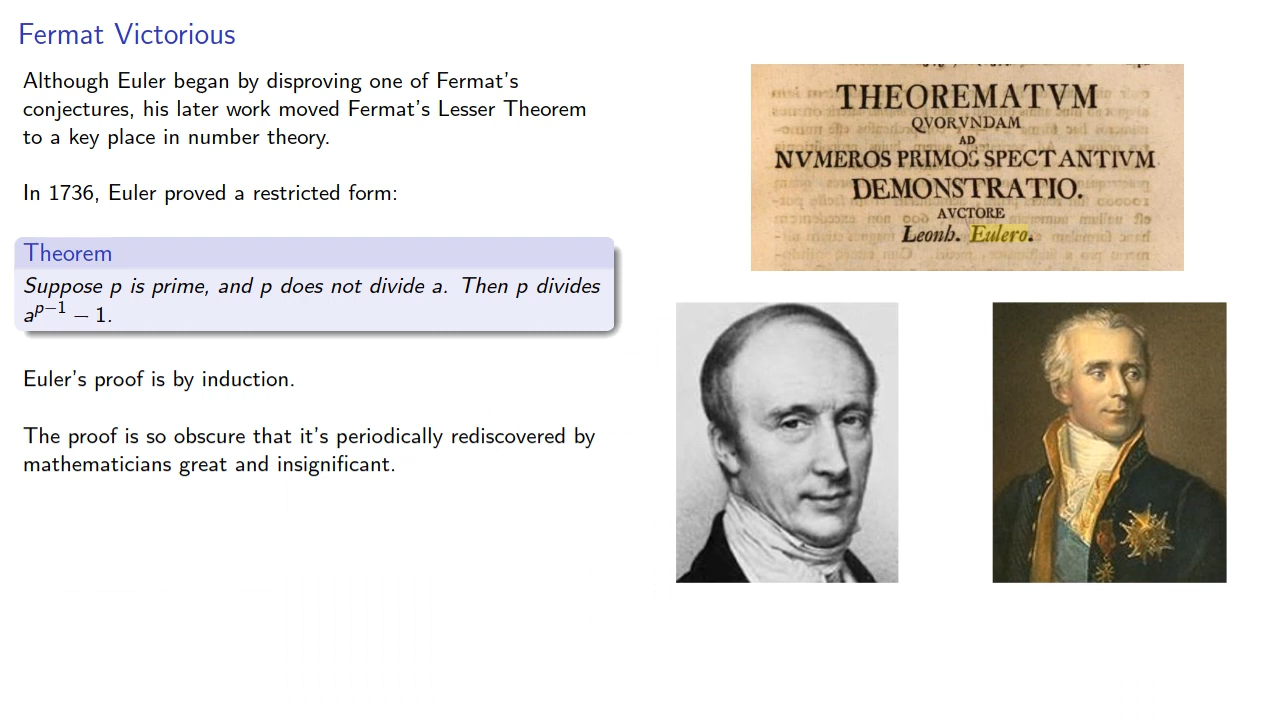 Fermat Victorious
Although Euler began by disproving one of Fermat's
conjectures, his later work moved Fermat's Lesser Theorem
to a key place in number theory.
In 1736, Euler proved a restricted form:
Theorem
Suppose p is prime, and p does not divide a. Then p divides
a^{p−1} − 1.
Euler's proof is by induction.
The proof is so obscure that it's periodically rediscovered by
mathematicians great and insignificant.
THEOREMATVM
QVORVNDAM
AD
NVMEROS PRIMOS SPECTANTIVM
DEMONSTRATIO.
AVCTORE
Leonh. Eulero.